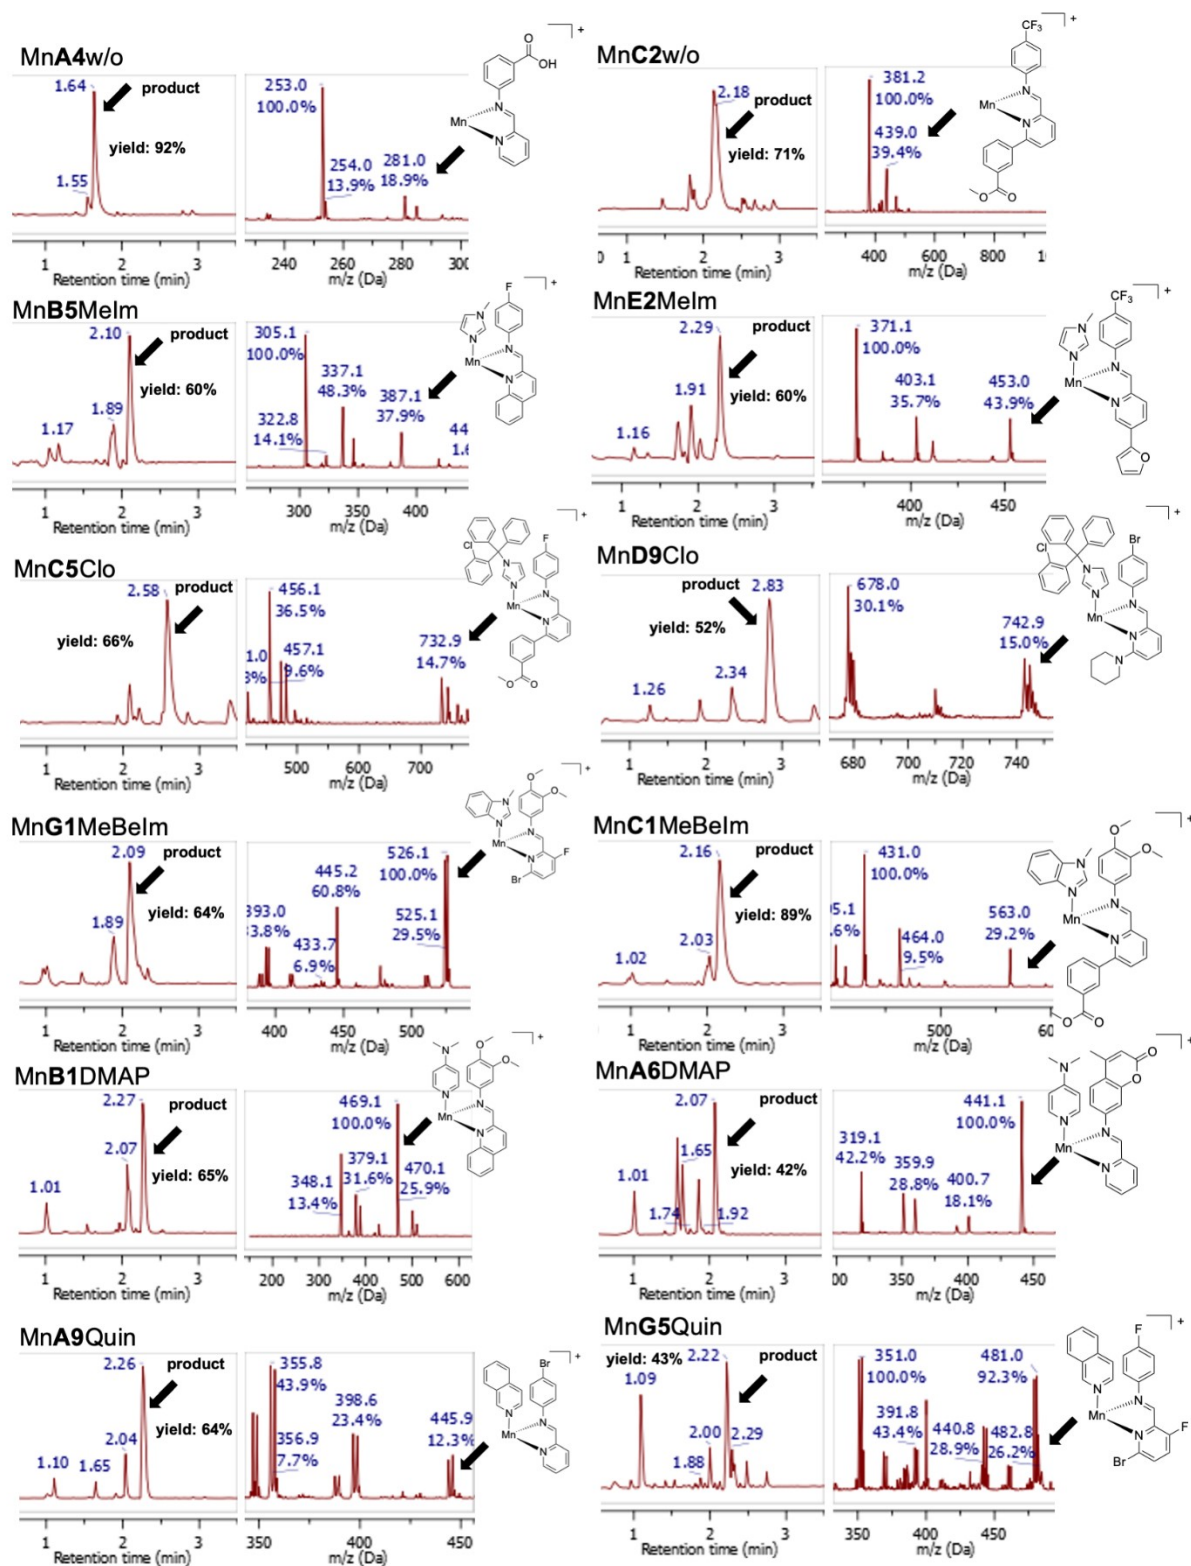 MnA4w/o
1.64
product
yield: 92%
1.55
1 2 3
Retention time (min)
253.0
100.0%
254.0
13.9%
281.0
18.9%
240 260 280 300
m/z (Da)
O
OH
N
Mn
N
+
MnC2w/o
2.18
product
yield: 71%
1 2 3
Retention time (min)
381.2
100.0%
439.0
39.4%
400 600 800
m/z (Da)
CF3
N
Mn
N
O
O
+
MnB5MeIm
2.10
product
yield: 60%
1.89
1.17
1 2 3
Retention time (min)
305.1
100.0%
337.1
48.3%
322.8
14.1%
387.1
37.9%
300 350 400
m/z (Da)
F
N
N
N
Mn
N
+
MnE2MeIm
2.29
product
1.91
yield: 60%
1.16
1 2 3
Retention time (min)
371.1
100.0%
403.1
35.7%
453.0
43.9%
400 450
m/z (Da)
CF3
N
N
N
Mn
N
O
+
MnC5Clo
2.58
product
yield: 66%
1 2 3
Retention time (min)
456.1
36.5%
457.1
9.6%
732.9
14.7%
500 700
m/z (Da)
Cl
F
N
N
N
Mn
N
O
O
+
MnD9Clo
product
2.83
yield: 52%
2.34
1.26
1 2 3
Retention time (min)
678.0
30.1%
742.9
15.0%
680 700 720 740
m/z (Da)
Cl
Br
N
N
N
Mn
N
N
+
MnG1MeBeIm
2.09
product
yield: 64%
1.89
1 2 3
Retention time (min)
393.0
445.2
60.8%
433.7
6.9%
526.1
100.0%
525.1
29.5%
400 450 500
m/z (Da)
O
O
N
N
N
Mn
N
F
Br
+
MnC1MeBeIm
2.16
product
yield: 89%
2.03
1.02
1 2 3
Retention time (min)
431.0
100.0%
464.0
9.5%
563.0
29.2%
500
m/z (Da)
O
O
N
N
N
Mn
N
O
O
+
MnB1DMAP
2.27
product
2.07
yield: 65%
1.01
1 2 3
Retention time (min)
469.1
100.0%
379.1
31.6%
348.1
13.4%
470.1
25.9%
200 300 400 500 600
m/z (Da)
N
O
O
N
N
Mn
N
+
MnA6DMAP
2.07
product
1.65
yield: 42%
1.01
1.74
1.92
1 2 3
Retention time (min)
319.1
42.2%
359.9
28.8%
400.7
18.1%
441.1
100.0%
350 400 450
m/z (Da)
N
O
O
N
N
Mn
N
+
MnA9Quin
2.26
product
yield: 64%
2.04
1.10
1.65
1 2 3
Retention time (min)
355.8
43.9%
356.9
7.7%
398.6
23.4%
445.9
12.3%
350 400 450
m/z (Da)
Br
N
N
Mn
N
+
MnG5Quin
yield: 43%
2.22
product
1.09
2.00
2.29
1.88
1 2 3
Retention time (min)
351.0
100.0%
391.8
43.4%
440.8
28.9%
481.0
92.3%
482.8
26.2%
350 400 450
m/z (Da)
F
N
N
Mn
N
F
Br
+